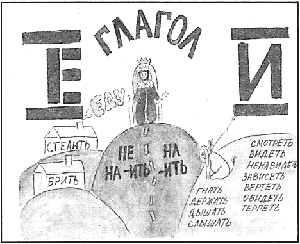 ГЛАГОЛ
Е
И
ЕДУ
СТЕЛИТЬ
БРИТЬ
НЕ НА
НА -ИТЬ -ИТЬ
СМОТРЕТЬ
ВИДЕТЬ
НЕНАВИДЕТЬ
ЗАВИСЕТЬ
ВЕРТЕТЬ
ОБИДЕТЬ
ТЕРПЕТЬ
ГНАТЬ
ДЕРЖАТЬ
ДЫШАТЬ
СЛЫШАТЬ